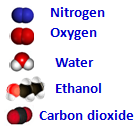 Nitrogen
Oxygen
Water
Ethanol
Carbon dioxide